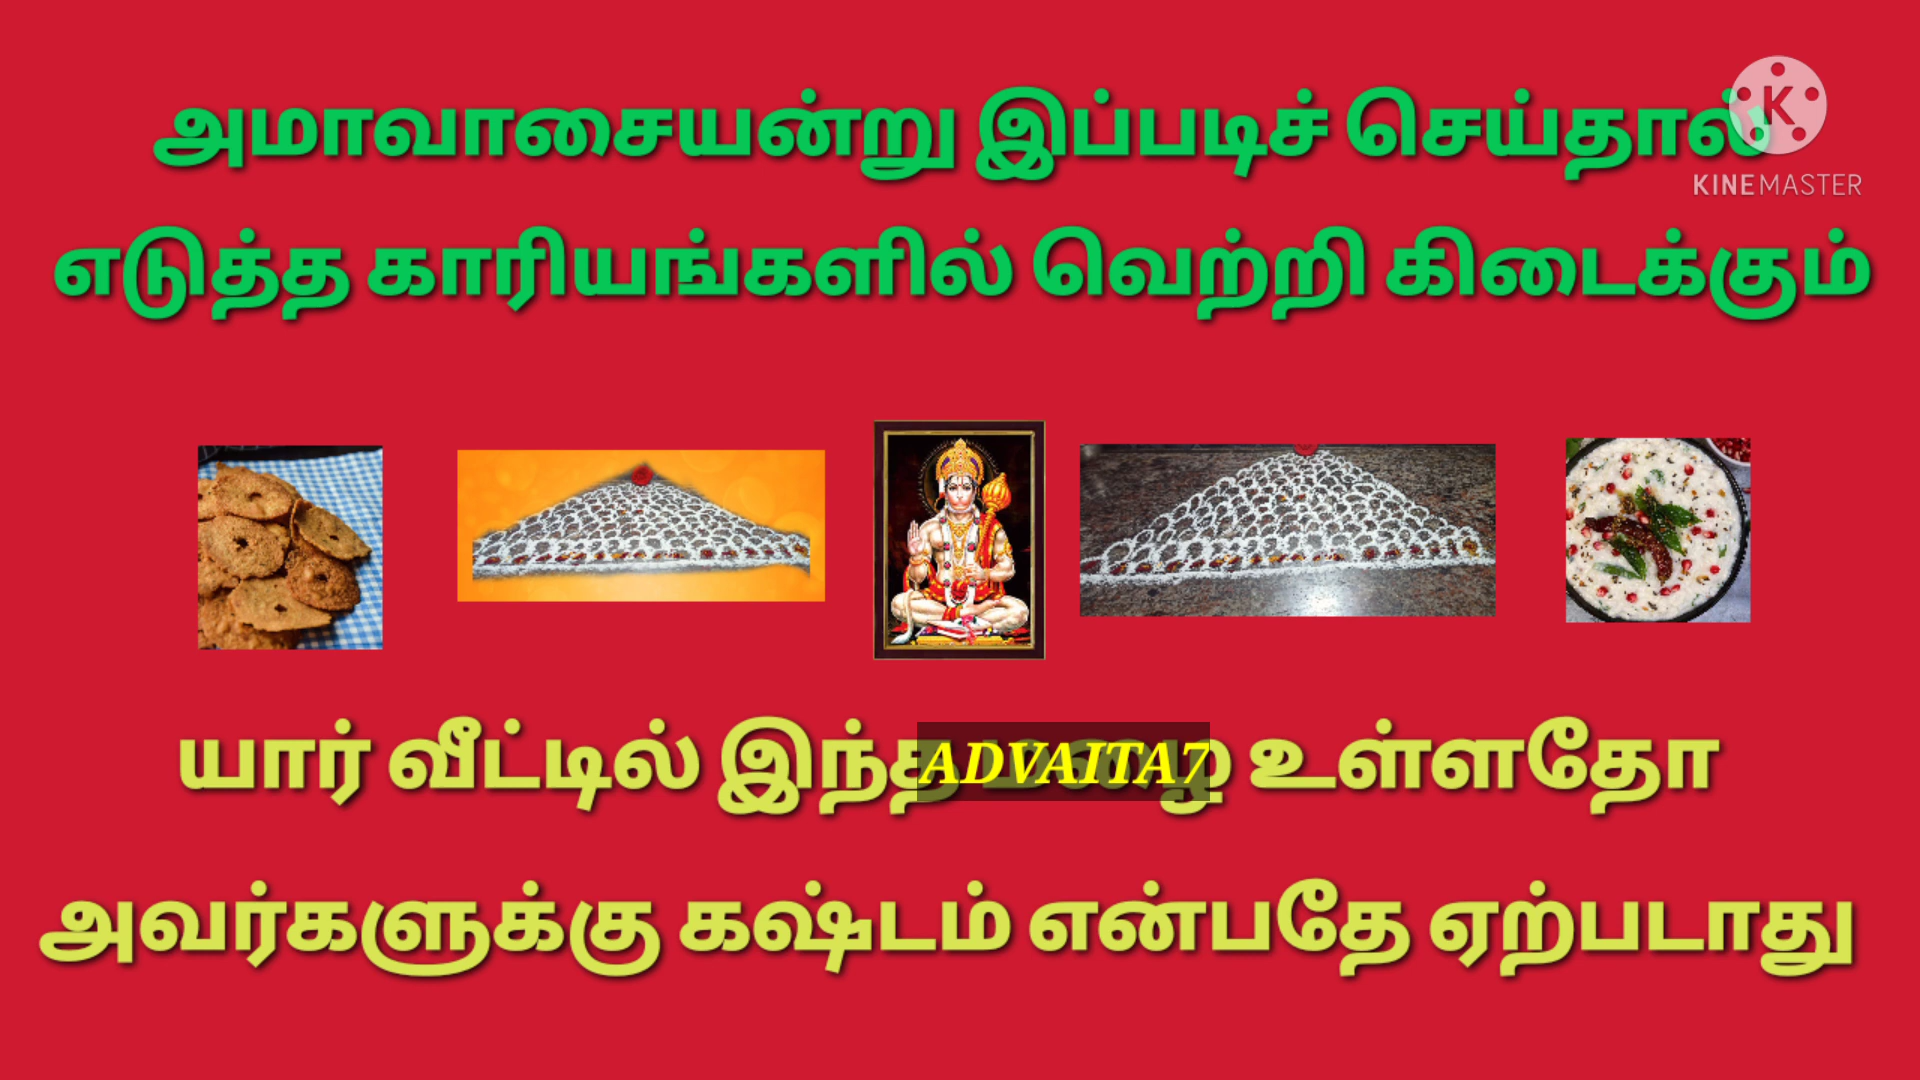 அமாவாசையன்று இப்படிச் செய்தால்
KINEMASTER
எடுத்த காரியங்களில் வெற்றி கிடைக்கும்
யார் வீட்டில் இந்த உள்ளதோ
ADVAITA7
அவர்களுக்கு கஷ்டம் என்பதே ஏற்படாது